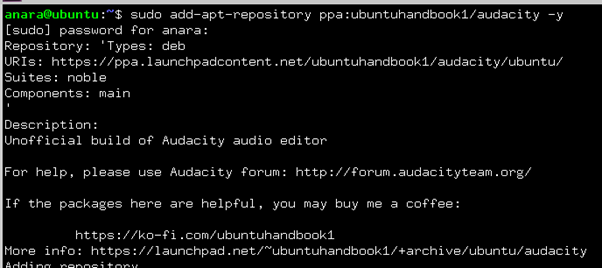 anara@ubuntu:~$ sudo add-apt-repository ppa:ubuntuhandbook1/audacity -y
[sudo] password for anara:
Repository: 'Types: deb
URIs: https://ppa.launchpadcontent.net/ubuntuhandbook1/audacity/ubuntu/
Suites: noble
Components: main
'
Description:
Unofficial build of Audacity audio editor
For help, please use Audacity forum: http://forum.audacityteam.org/
If the packages here are helpful, you may buy me a coffee:
https://ko-fi.com/ubuntuhandbook1
More info: https://launchpad.net/~ubuntuhandbook1/+archive/ubuntu/audacity
Adding repository.